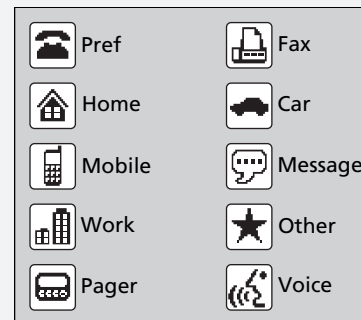 Pref
Fax
Home
Car
Mobile
Message
Work
Other
Pager
Voice